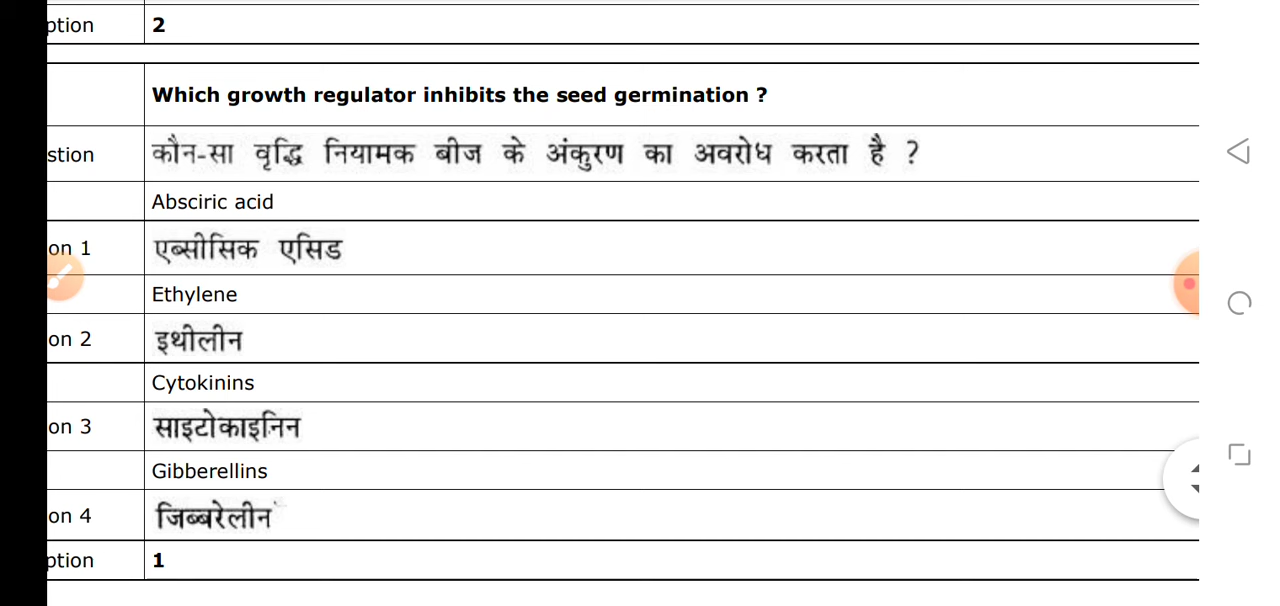 ption 2
Which growth regulator inhibits the seed germination ?
stion कौन-सा वृद्धि नियामक बीज के अंकुरण का अवरोध करता है ?
Absciric acid
on 1 एब्सीसिक एसिड
Ethylene
on 2 इथीलीन
Cytokinins
on 3 साइटोकाइनिन
Gibberellins
on 4 जिब्बरेलीन
ption 1